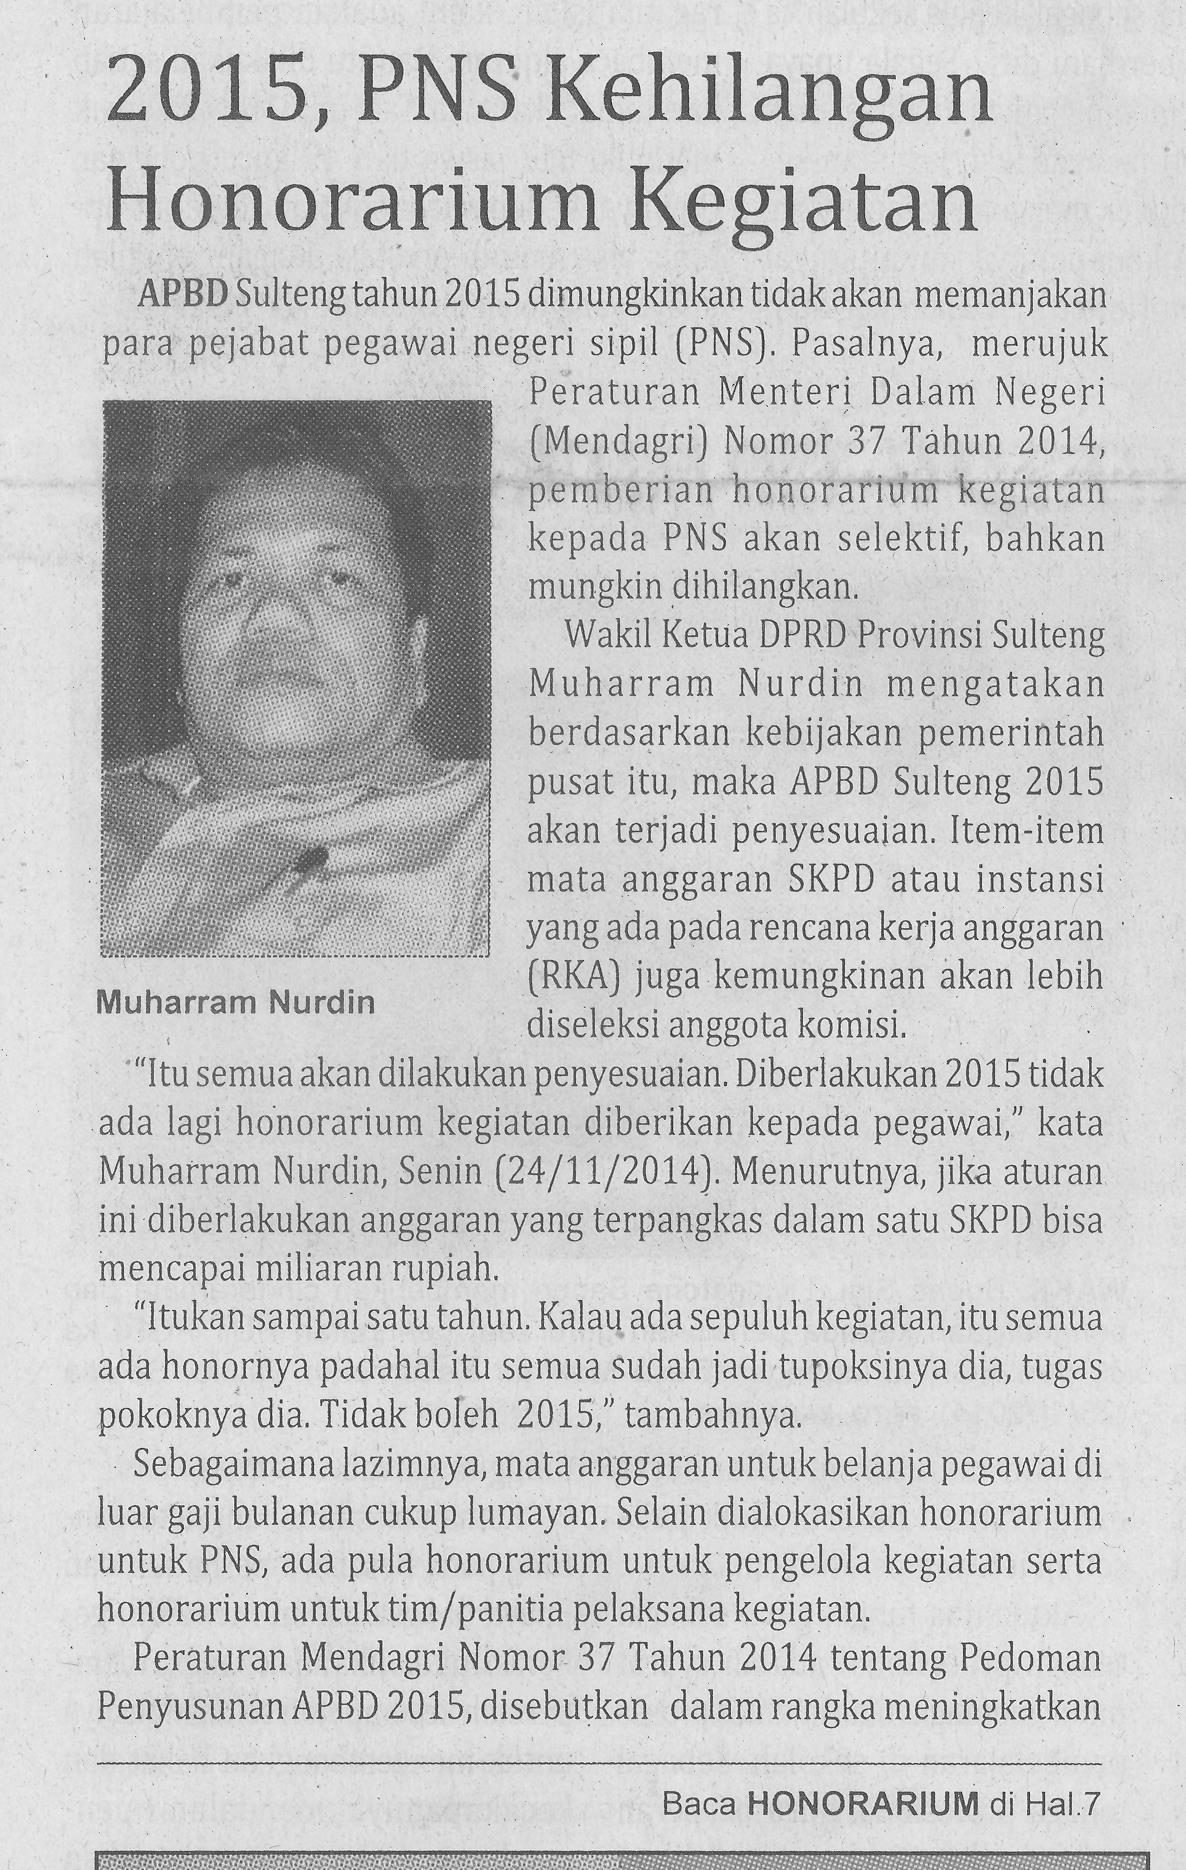 2015, PNS Kehilangan
Honorarium Kegiatan
APBD Sulteng tahun 2015 dimungkinkan tidak akan memanjakan
para pejabat pegawai negeri sipil (PNS). Pasalnya, merujuk
Peraturan Menteri Dalam Negeri
(Mendagri) Nomor 37 Tahun 2014,
pemberian honorarium kegiatan
kepada PNS akan selektif, bahkan
mungkin dihilangkan.
Wakil Ketua DPRD Provinsi Sulteng
Muharram Nurdin mengatakan
berdasarkan kebijakan pemerintah
pusat itu, maka APBD Sulteng 2015
akan terjadi penyesuaian. Item-item
mata anggaran SKPD atau instansi
yang ada pada rencana kerja anggaran
(RKA) juga kemungkinan akan lebih
diseleksi anggota komisi.
Muharram Nurdin
“Itu semua akan dilakukan penyesuaian. Diberlakukan 2015 tidak
ada lagi honorarium kegiatan diberikan kepada pegawai,” kata
Muharram Nurdin, Senin (24/11/2014). Menurutnya, jika aturan
ini diberlakukan anggaran yang terpangkas dalam satu SKPD bisa
mencapai miliaran rupiah.
“Itukan sampai satu tahun. Kalau ada sepuluh kegiatan, itu semua
ada honornya padahal itu semua sudah jadi tupoksinya dia, tugas
pokoknya dia. Tidak boleh 2015,” tambahnya.
Sebagaimana lazimnya, mata anggaran untuk belanja pegawai di
luar gaji bulanan cukup lumayan. Selain dialokasikan honorarium
untuk PNS, ada pula honorarium untuk pengelola kegiatan serta
honorarium untuk tim/panitia pelaksana kegiatan.
Peraturan Mendagri Nomor 37 Tahun 2014 tentang Pedoman
Penyusunan APBD 2015, disebutkan dalam rangka meningkatkan
Baca HONORARIUM di Hal.7